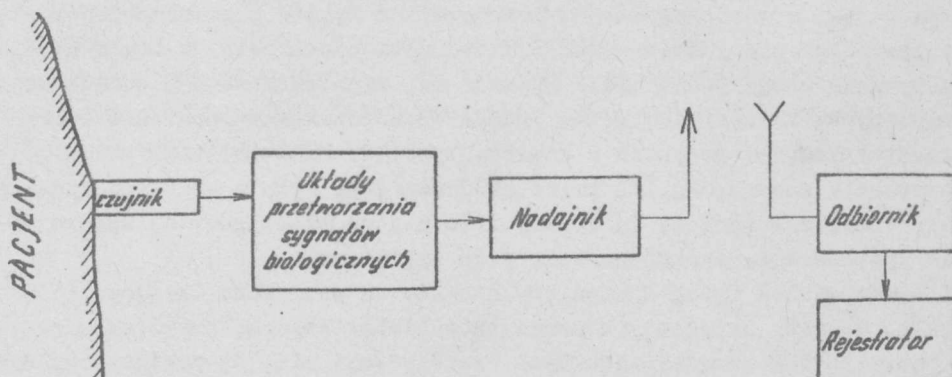 PACJENT
czujnik
Układy
przetwarzania
sygnałów
biologicznych
Nadajnik
Odbiornik
Rejestrator